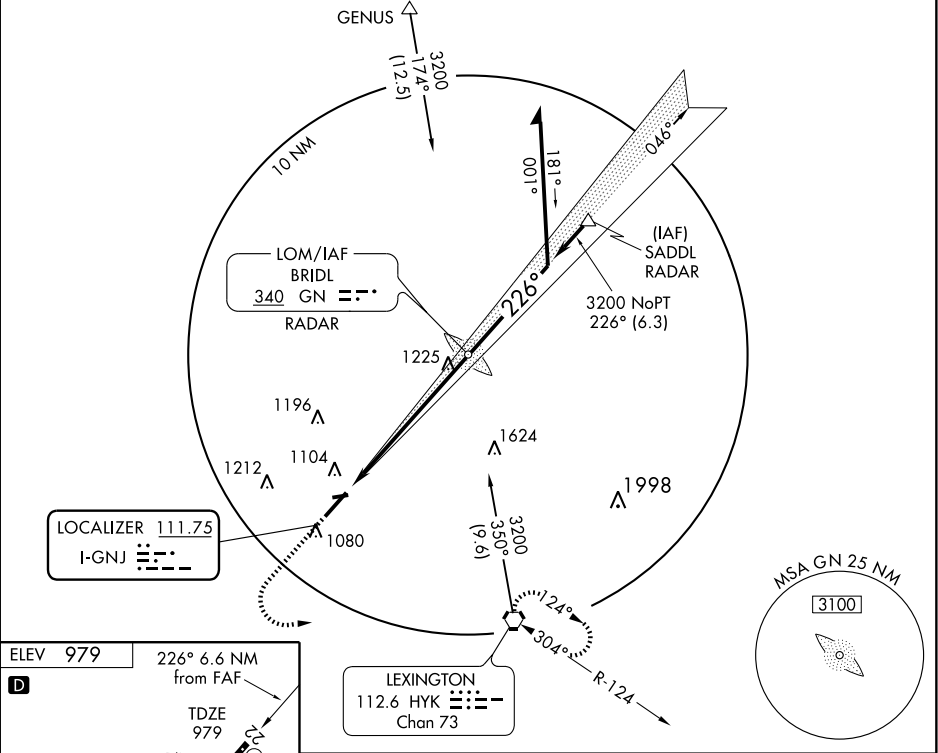 GENUS
3200
174°
(12.5)
10 NM
181°
001°
046°
(IAF)
SADDL
RADAR
LOM/IAF
BRIDL
340 GN
RADAR
226°
3200 NoPT
226° (6.3)
1225
1196
1624
1104
1212
1998
LOCALIZER 111.75
I-GNJ
1080
3200
350°
(9.6)
MSA GN 25 NM
3100
124°
304°
R-124
LEXINGTON
112.6 HYK
Chan 73
ELEV 979
D
226° 6.6 NM
from FAF
TDZE
979
22